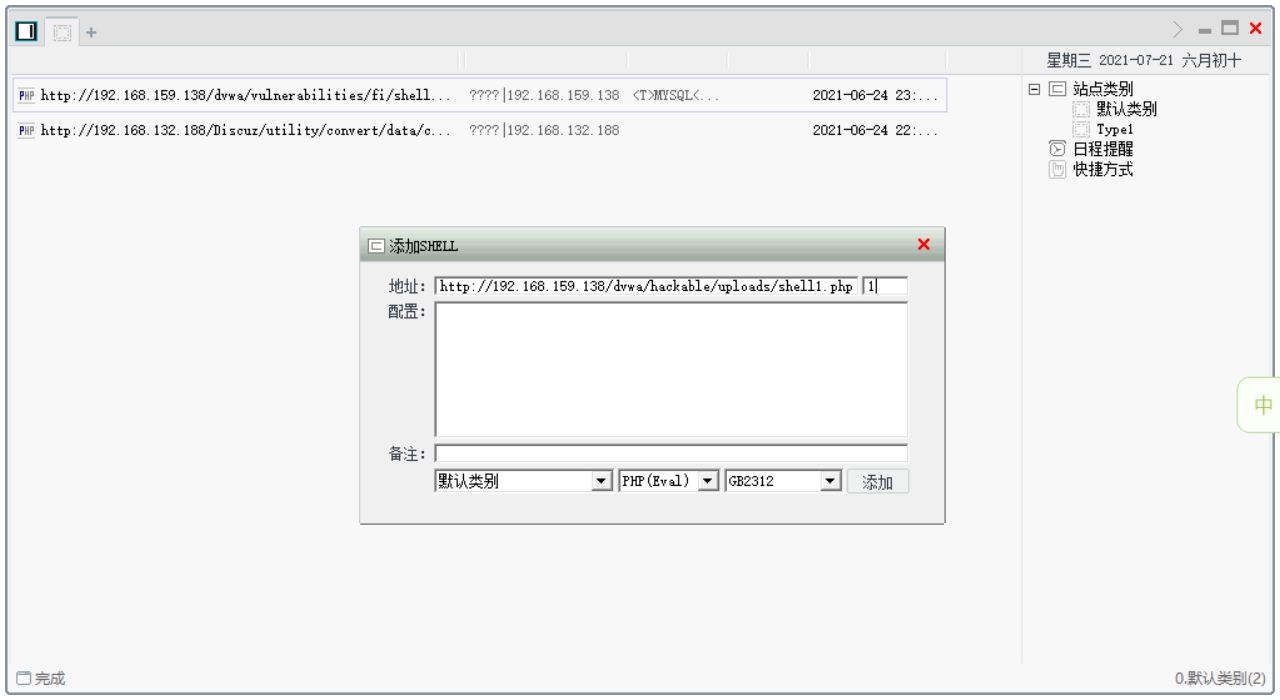 +
星期三 2021-07-21 六月初十
PHP http://192.168.159.138/dvwa/vulnerabilities/fi/shell... ????|192.168.159.138 <T>MYSQL<... 2021-06-24 23:...
PHP http://192.168.132.188/Discuz/utility/convert/data/c... ????|192.168.132.188 2021-06-24 22:...
站点类别
默认类别
Type1
日程提醒
快捷方式
添加SHELL
地址: http://192.168.159.138/dvwa/hackable/uploads/shell1.php 1
配置:
备注:
默认类别 PHP(Eval) GB2312 添加
中
完成 0.默认类别(2)